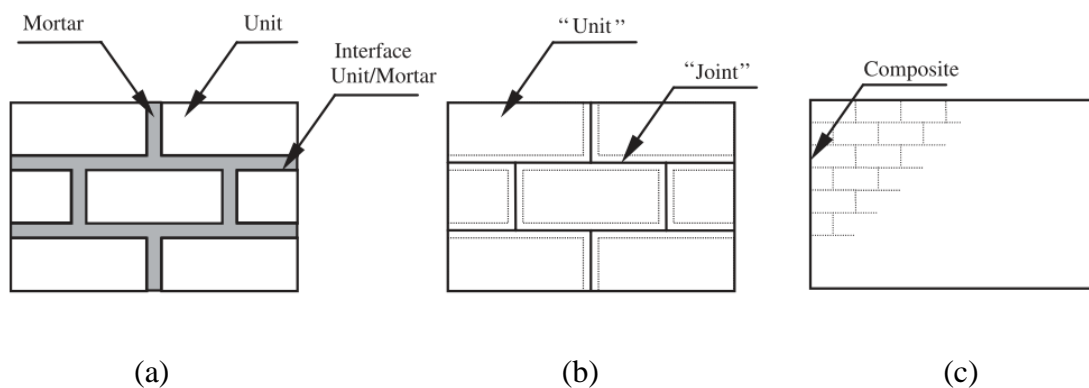 Mortar
Unit
Interface
Unit/Mortar
“Unit”
“Joint”
Composite
(a)
(b)
(c)